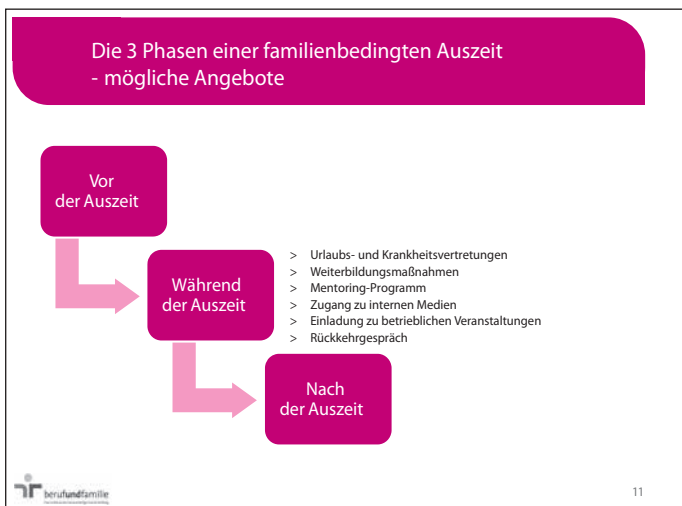 Die 3 Phasen einer familienbedingten Auszeit
- mögliche Angebote
Vor
der Auszeit
Während
der Auszeit
> Urlaubs- und Krankheitsvertretungen
> Weiterbildungsmaßnahmen
> Mentoring-Programm
> Zugang zu internen Medien
> Einladung zu betrieblichen Veranstaltungen
> Rückkehrgespräch
Nach
der Auszeit
berufundfamilie
11